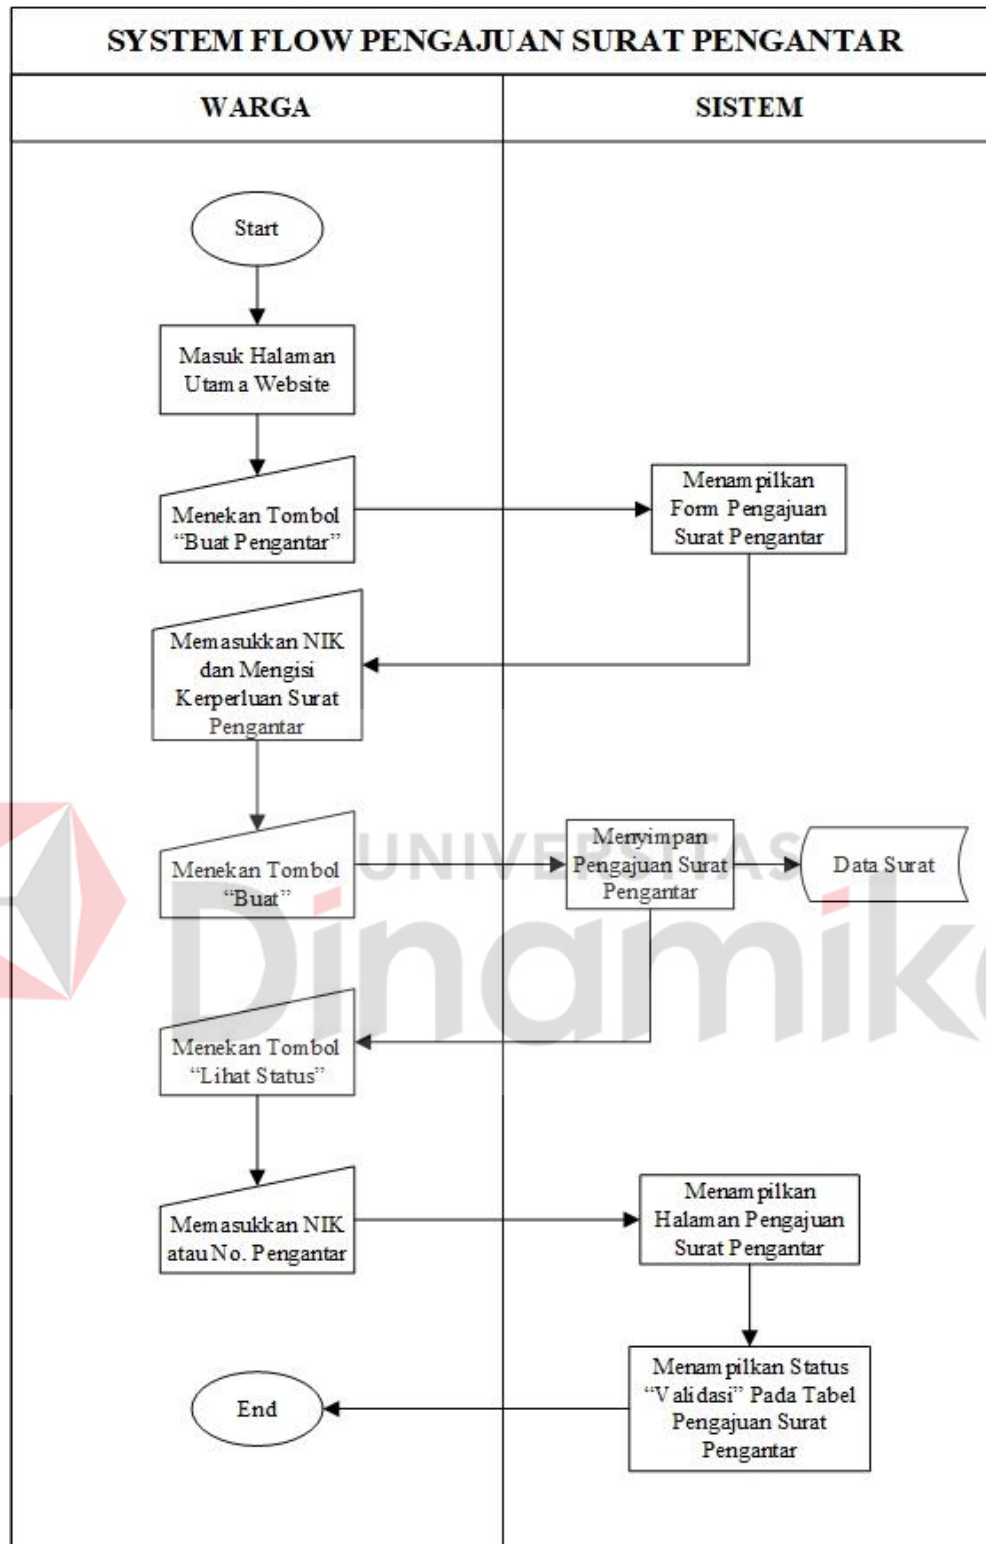 SYSTEM FLOW PENGAJUAN SURAT PENGANTAR
WARGA
SISTEM
Start
Masuk Halaman
Utama Website
Menekan Tombol
“Buat Pengantar”
Menampilkan
Form Pengajuan
Surat Pengantar
Memasukkan NIK
dan Mengisi
Kerperluan Surat
Pengantar
Menekan Tombol
“Buat”
Menyimpan
Pengajuan Surat
Pengantar
Data Surat
UNIVERSITAS
Dinamika
Menekan Tombol
“Lihat Status”
Memasukkan NIK
atau No. Pengantar
Menampilkan
Halaman Pengajuan
Surat Pengantar
Menampilkan Status
“Validasi” Pada Tabel
Pengajuan Surat
Pengantar
End